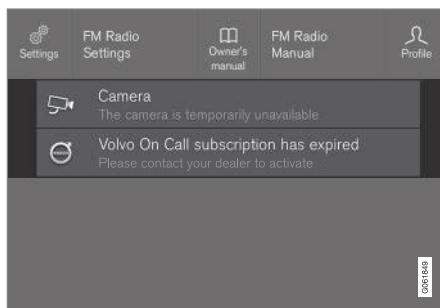 Settings
FM Radio
Settings
Owner's
manual
FM Radio
Manual
Profile
Camera
The camera is temporarily unavailable
Volvo On Call subscription has expired
Please contact your dealer to activate
G061849